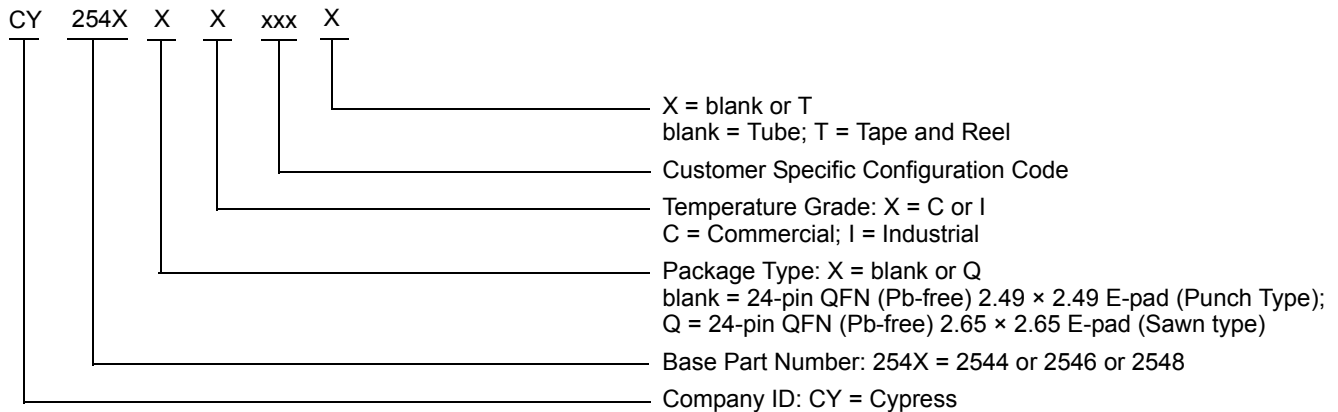 CY 254X X X xxx X
X = blank or T
blank = Tube; T = Tape and Reel
Customer Specific Configuration Code
Temperature Grade: X = C or I
C = Commercial; I = Industrial
Package Type: X = blank or Q
blank = 24-pin QFN (Pb-free) 2.49 × 2.49 E-pad (Punch Type);
Q = 24-pin QFN (Pb-free) 2.65 × 2.65 E-pad (Sawn type)
Base Part Number: 254X = 2544 or 2546 or 2548
Company ID: CY = Cypress